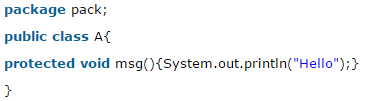 package pack;
public class A{
protected void msg(){System.out.println("Hello");}
}